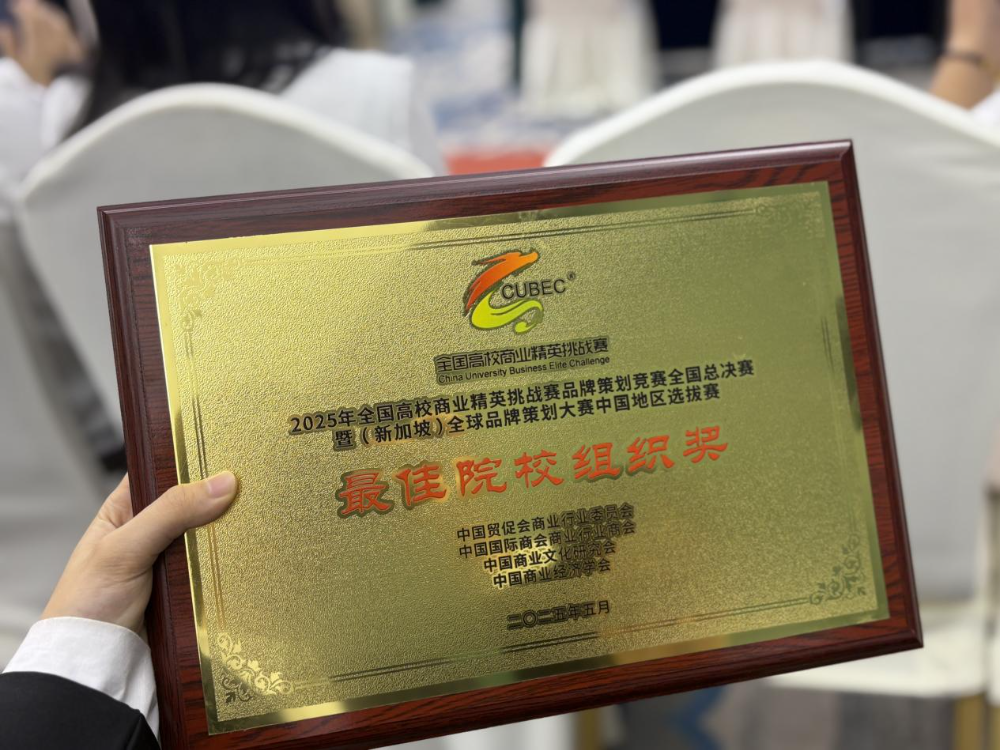 CUBEC®
全国高校商业精英挑战赛
China University Business Elite Challenge
2025年全国高校商业精英挑战赛品牌策划竞赛全国总决赛
暨（新加坡）全球品牌策划大赛中国地区选拔赛
最佳院校组织奖
中国贸促会商业行业委员会
中国国际商会商业行业商会
中国商业文化研究会
中国商业经济学会
二〇二五年五月